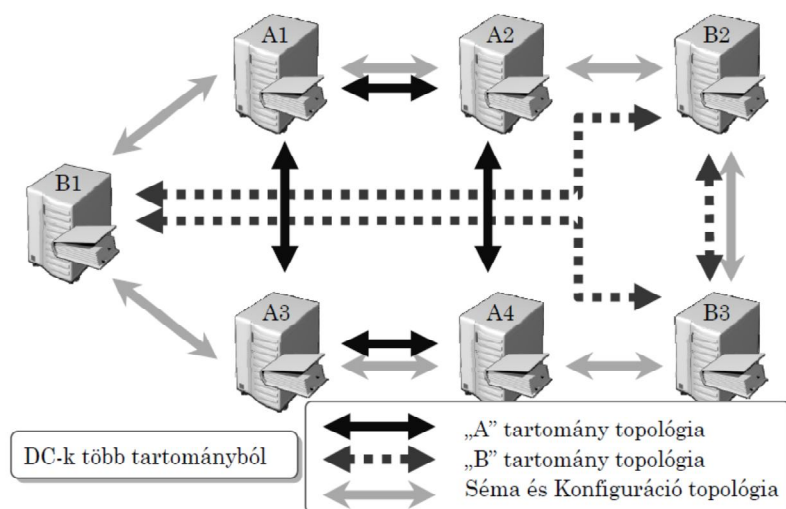 A1
A2
B2
B1
A3
A4
B3
DC-k több tartományból
„A” tartomány topológia
„B” tartomány topológia
Séma és Konfiguráció topológia